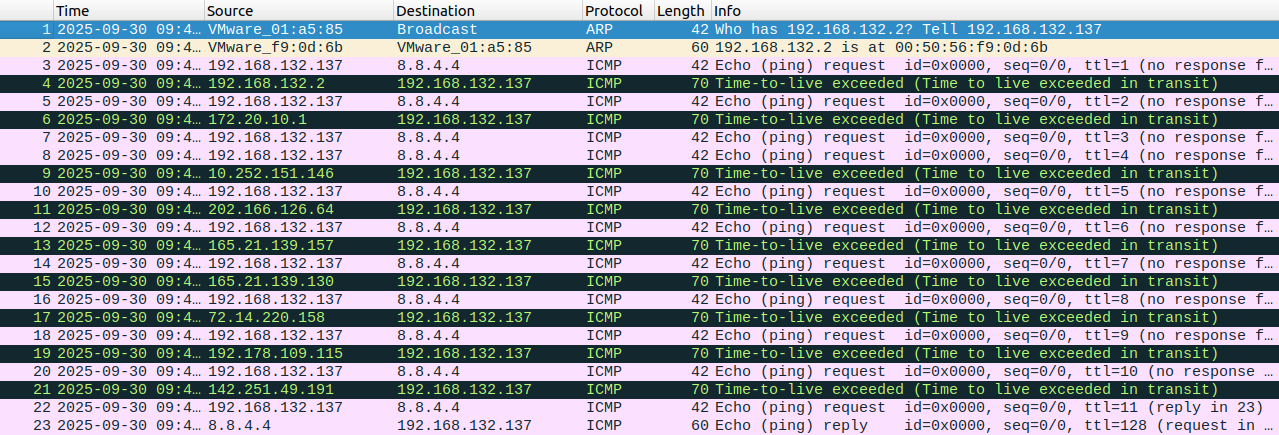 Time Source Destination Protocol Length Info
1 2025-09-30 09:4… VMware_01:a5:85 Broadcast ARP 42 Who has 192.168.132.2? Tell 192.168.132.137
2 2025-09-30 09:4… VMware_f9:0d:6b VMware_01:a5:85 ARP 60 192.168.132.2 is at 00:50:56:f9:0d:6b
3 2025-09-30 09:4… 192.168.132.137 8.8.4.4 ICMP 42 Echo (ping) request id=0x0000, seq=0/0, ttl=1 (no response f…
4 2025-09-30 09:4… 192.168.132.2 192.168.132.137 ICMP 70 Time-to-live exceeded (Time to live exceeded in transit)
5 2025-09-30 09:4… 192.168.132.137 8.8.4.4 ICMP 42 Echo (ping) request id=0x0000, seq=0/0, ttl=2 (no response f…
6 2025-09-30 09:4… 172.20.10.1 192.168.132.137 ICMP 70 Time-to-live exceeded (Time to live exceeded in transit)
7 2025-09-30 09:4… 192.168.132.137 8.8.4.4 ICMP 42 Echo (ping) request id=0x0000, seq=0/0, ttl=3 (no response f…
8 2025-09-30 09:4… 192.168.132.137 8.8.4.4 ICMP 42 Echo (ping) request id=0x0000, seq=0/0, ttl=4 (no response f…
9 2025-09-30 09:4… 10.252.151.146 192.168.132.137 ICMP 70 Time-to-live exceeded (Time to live exceeded in transit)
10 2025-09-30 09:4… 192.168.132.137 8.8.4.4 ICMP 42 Echo (ping) request id=0x0000, seq=0/0, ttl=5 (no response f…
11 2025-09-30 09:4… 202.166.126.64 192.168.132.137 ICMP 70 Time-to-live exceeded (Time to live exceeded in transit)
12 2025-09-30 09:4… 192.168.132.137 8.8.4.4 ICMP 42 Echo (ping) request id=0x0000, seq=0/0, ttl=6 (no response f…
13 2025-09-30 09:4… 165.21.139.157 192.168.132.137 ICMP 70 Time-to-live exceeded (Time to live exceeded in transit)
14 2025-09-30 09:4… 192.168.132.137 8.8.4.4 ICMP 42 Echo (ping) request id=0x0000, seq=0/0, ttl=7 (no response f…
15 2025-09-30 09:4… 165.21.139.130 192.168.132.137 ICMP 70 Time-to-live exceeded (Time to live exceeded in transit)
16 2025-09-30 09:4… 192.168.132.137 8.8.4.4 ICMP 42 Echo (ping) request id=0x0000, seq=0/0, ttl=8 (no response f…
17 2025-09-30 09:4… 72.14.220.158 192.168.132.137 ICMP 70 Time-to-live exceeded (Time to live exceeded in transit)
18 2025-09-30 09:4… 192.168.132.137 8.8.4.4 ICMP 42 Echo (ping) request id=0x0000, seq=0/0, ttl=9 (no response f…
19 2025-09-30 09:4… 192.178.109.115 192.168.132.137 ICMP 70 Time-to-live exceeded (Time to live exceeded in transit)
20 2025-09-30 09:4… 192.168.132.137 8.8.4.4 ICMP 42 Echo (ping) request id=0x0000, seq=0/0, ttl=10 (no response …
21 2025-09-30 09:4… 142.251.49.191 192.168.132.137 ICMP 70 Time-to-live exceeded (Time to live exceeded in transit)
22 2025-09-30 09:4… 192.168.132.137 8.8.4.4 ICMP 42 Echo (ping) request id=0x0000, seq=0/0, ttl=11 (reply in 23)
23 2025-09-30 09:4… 8.8.4.4 192.168.132.137 ICMP 60 Echo (ping) reply id=0x0000, seq=0/0, ttl=128 (request in …